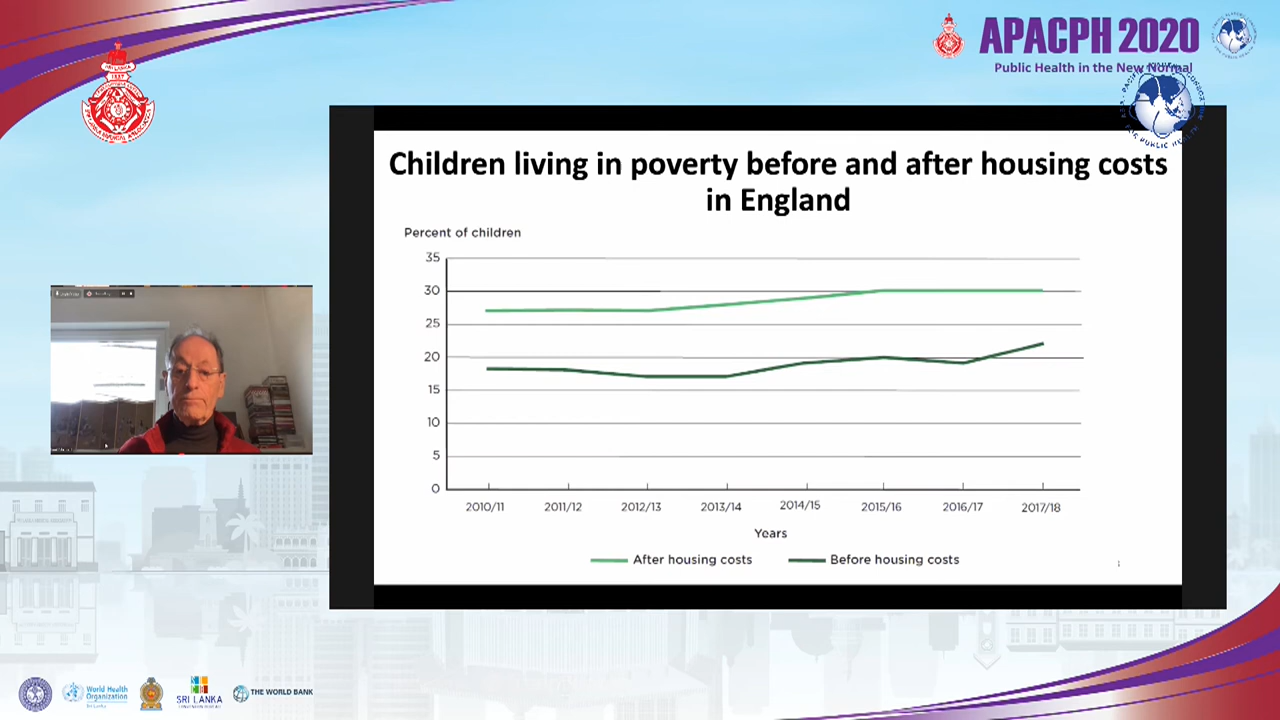 APACPH 2020
Public Health in the New Normal
Children living in poverty before and after housing costs
in England
Percent of children
35
30
25
20
15
10
5
0
2010/11 2011/12 2012/13 2013/14 2014/15 2015/16 2016/17 2017/18
Years
After housing costs Before housing costs
World Health
Organization
Sri Lanka
SRI LANKA
THE WORLD BANK